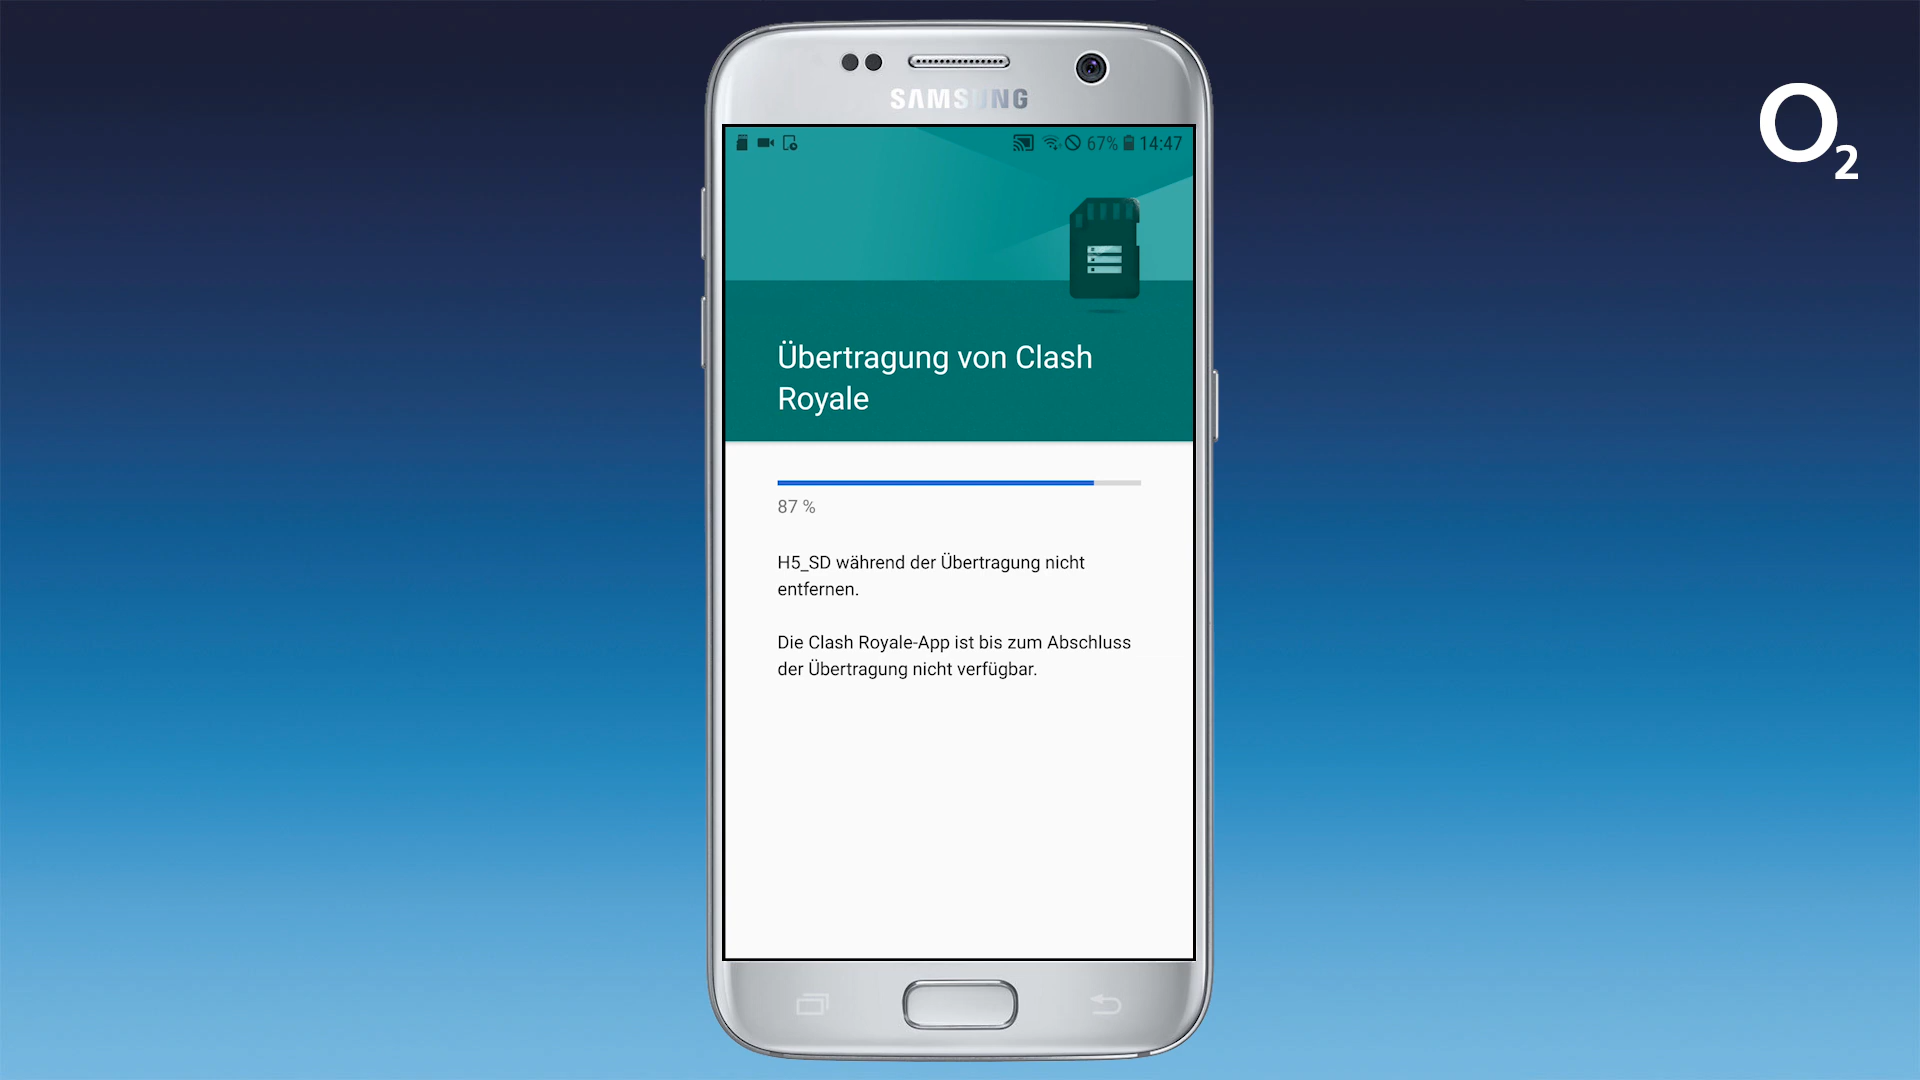 SAMSUNG
67% 14:47
O2
Übertragung von Clash
Royale
87 %
H5_SD während der Übertragung nicht
entfernen.
Die Clash Royale-App ist bis zum Abschluss
der Übertragung nicht verfügbar.